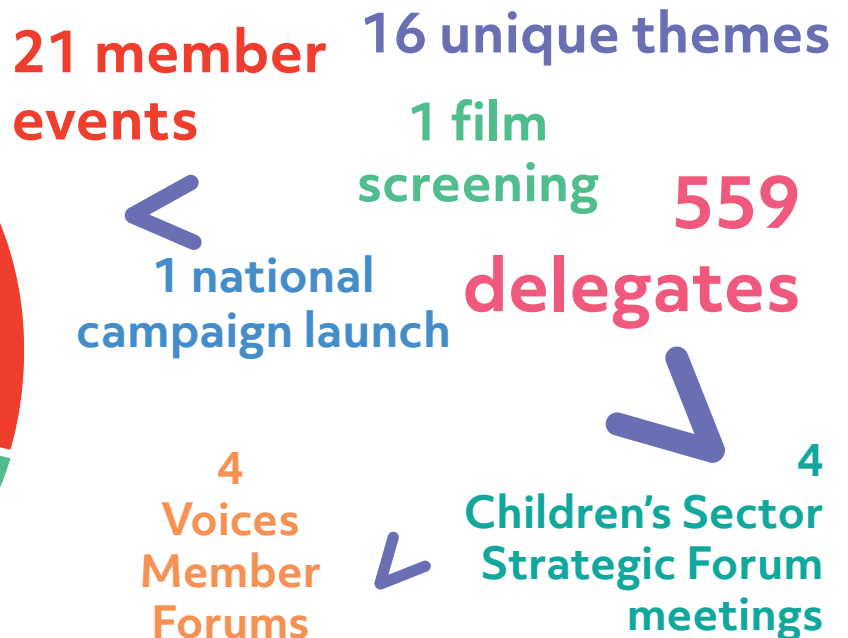 21 member
events
16 unique themes
1 film
screening
559
delegates
1 national
campaign launch
4
Voices
Member
Forums
4
Children's Sector
Strategic Forum
meetings